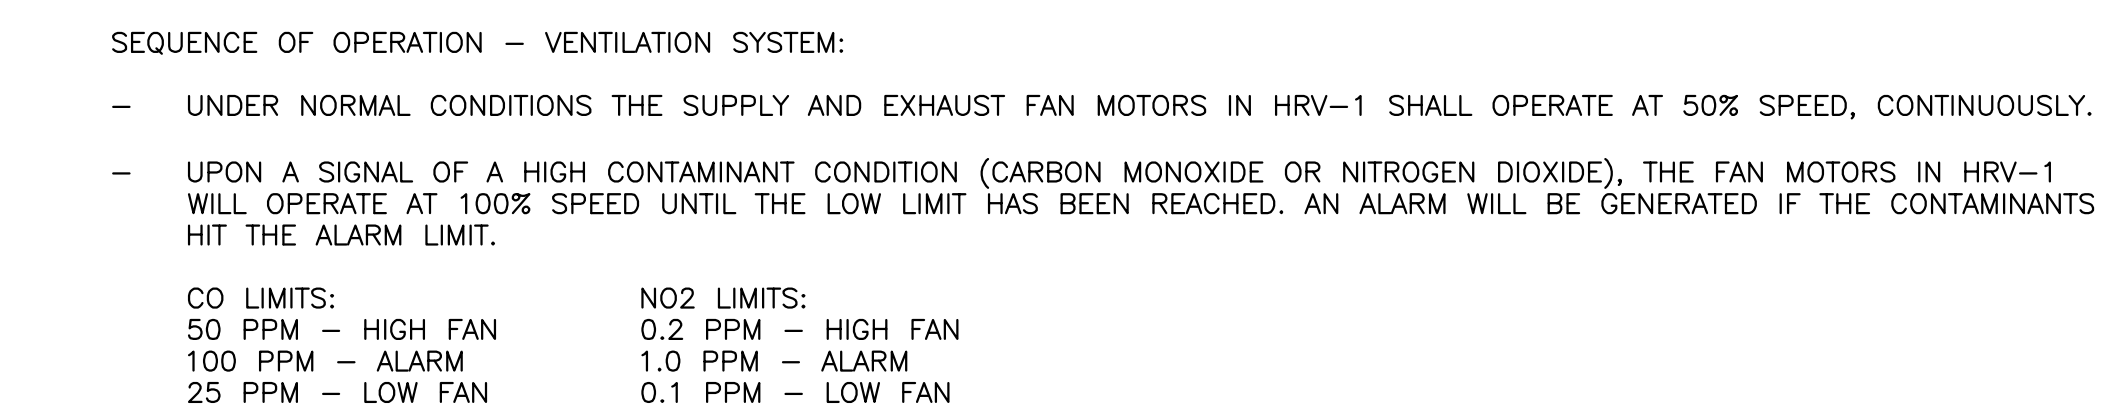 SEQUENCE OF OPERATION – VENTILATION SYSTEM:
– UNDER NORMAL CONDITIONS THE SUPPLY AND EXHAUST FAN MOTORS IN HRV–1 SHALL OPERATE AT 50% SPEED, CONTINUOUSLY.
– UPON A SIGNAL OF A HIGH CONTAMINANT CONDITION (CARBON MONOXIDE OR NITROGEN DIOXIDE), THE FAN MOTORS IN HRV–1
WILL OPERATE AT 100% SPEED UNTIL THE LOW LIMIT HAS BEEN REACHED. AN ALARM WILL BE GENERATED IF THE CONTAMINANTS
HIT THE ALARM LIMIT.
CO LIMITS:
50 PPM – HIGH FAN
100 PPM – ALARM
25 PPM – LOW FAN
NO2 LIMITS:
0.2 PPM – HIGH FAN
1.0 PPM – ALARM
0.1 PPM – LOW FAN